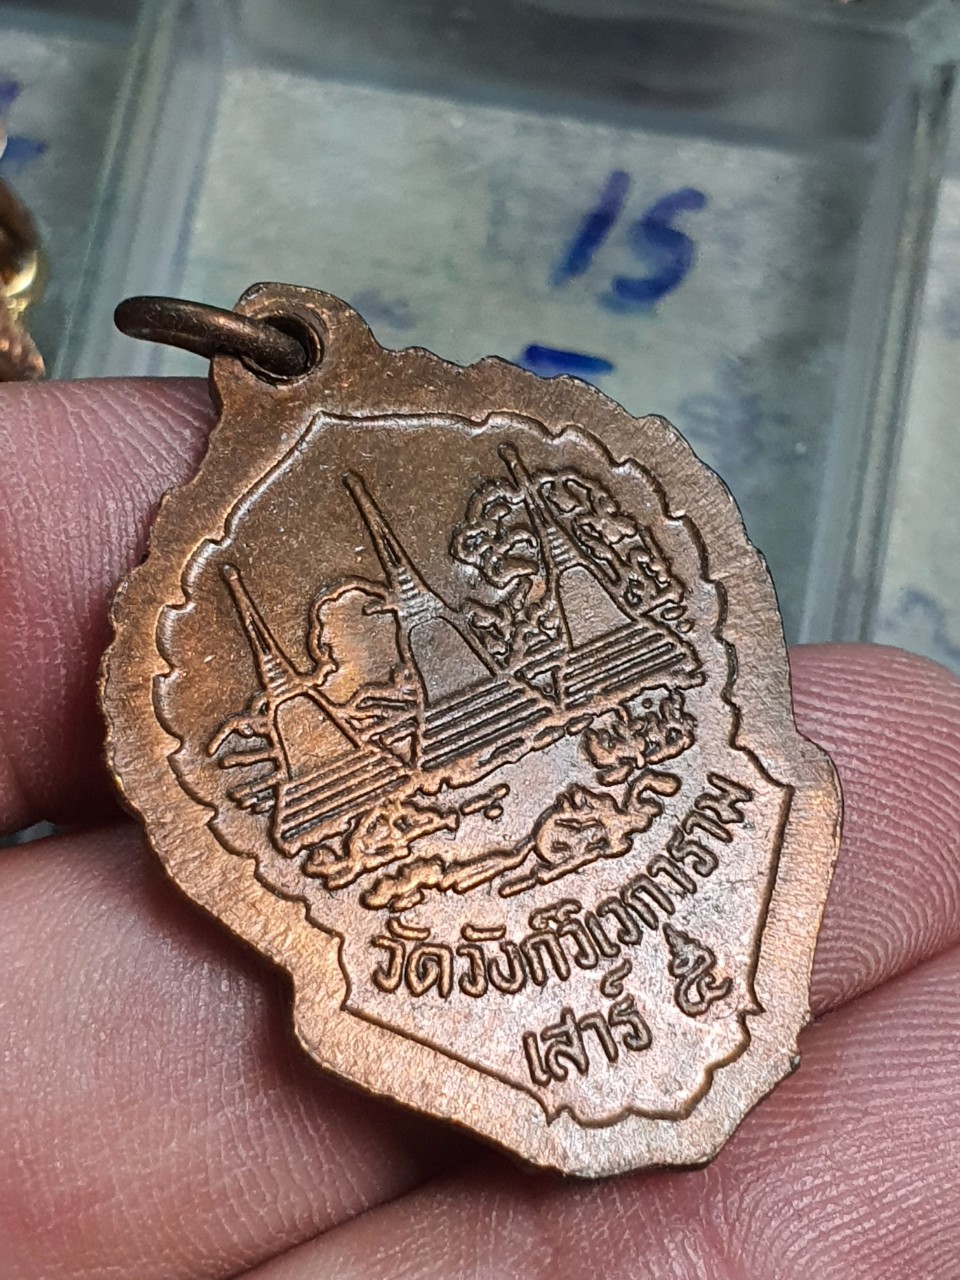 15
-
วัดวังก์วิเวการาม
เสาร์ ๕